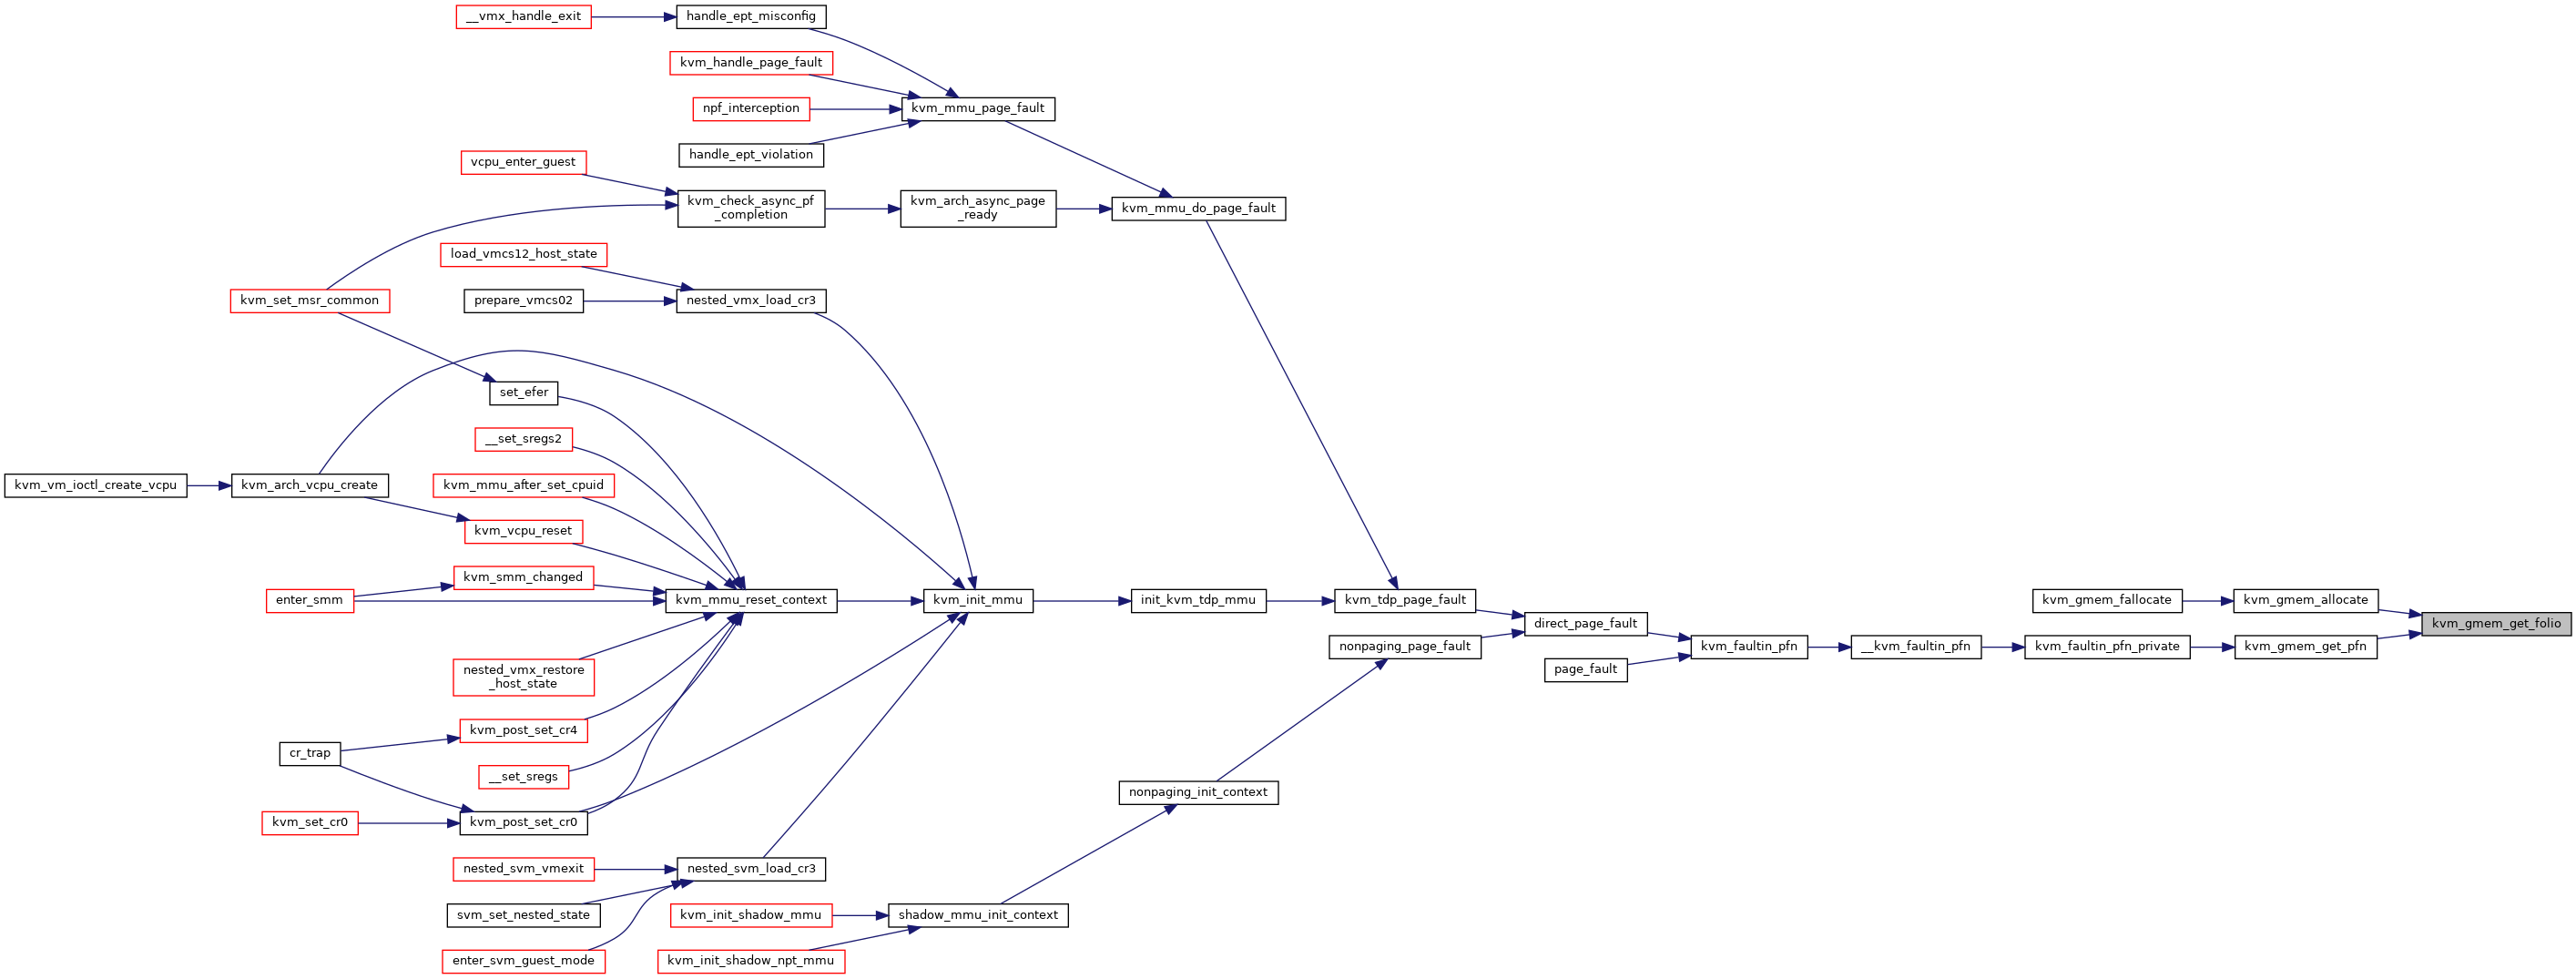 __vmx_handle_exit
handle_ept_misconfig
kvm_handle_page_fault
npf_interception
kvm_mmu_page_fault
handle_ept_violation
vcpu_enter_guest
kvm_check_async_pf
_completion
kvm_arch_async_page
_ready
kvm_mmu_do_page_fault
load_vmcs12_host_state
kvm_set_msr_common
prepare_vmcs02
nested_vmx_load_cr3
set_efer
__set_sregs2
kvm_vm_ioctl_create_vcpu
kvm_arch_vcpu_create
kvm_mmu_after_set_cpuid
kvm_vcpu_reset
kvm_smm_changed
enter_smm
kvm_mmu_reset_context
kvm_init_mmu
init_kvm_tdp_mmu
kvm_tdp_page_fault
kvm_gmem_fallocate
kvm_gmem_allocate
direct_page_fault
kvm_gmem_get_folio
nonpaging_page_fault
kvm_faultin_pfn
__kvm_faultin_pfn
kvm_faultin_pfn_private
kvm_gmem_get_pfn
page_fault
nested_vmx_restore
_host_state
kvm_post_set_cr4
cr_trap
__set_sregs
nonpaging_init_context
kvm_set_cr0
kvm_post_set_cr0
nested_svm_vmexit
nested_svm_load_cr3
svm_set_nested_state
kvm_init_shadow_mmu
shadow_mmu_init_context
enter_svm_guest_mode
kvm_init_shadow_npt_mmu